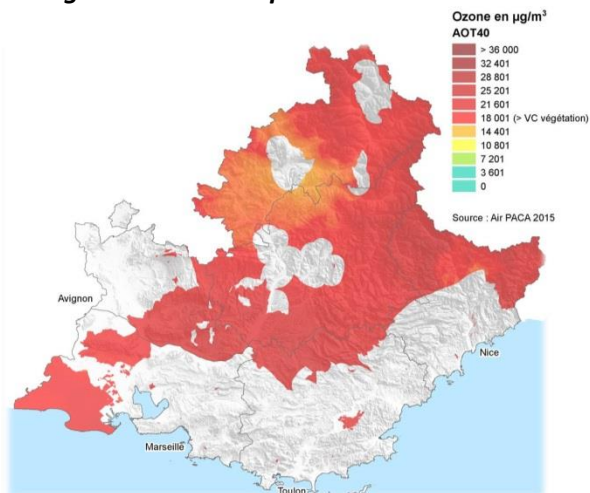 Ozone en µg/m³
AOT40
> 36 000
32 401
28 801
25 201
21 601
18 001 (> VC végétation)
14 401
10 801
7 201
3 601
0
Source : Air PACA 2015
Avignon
Nice
Marseille
Toulon